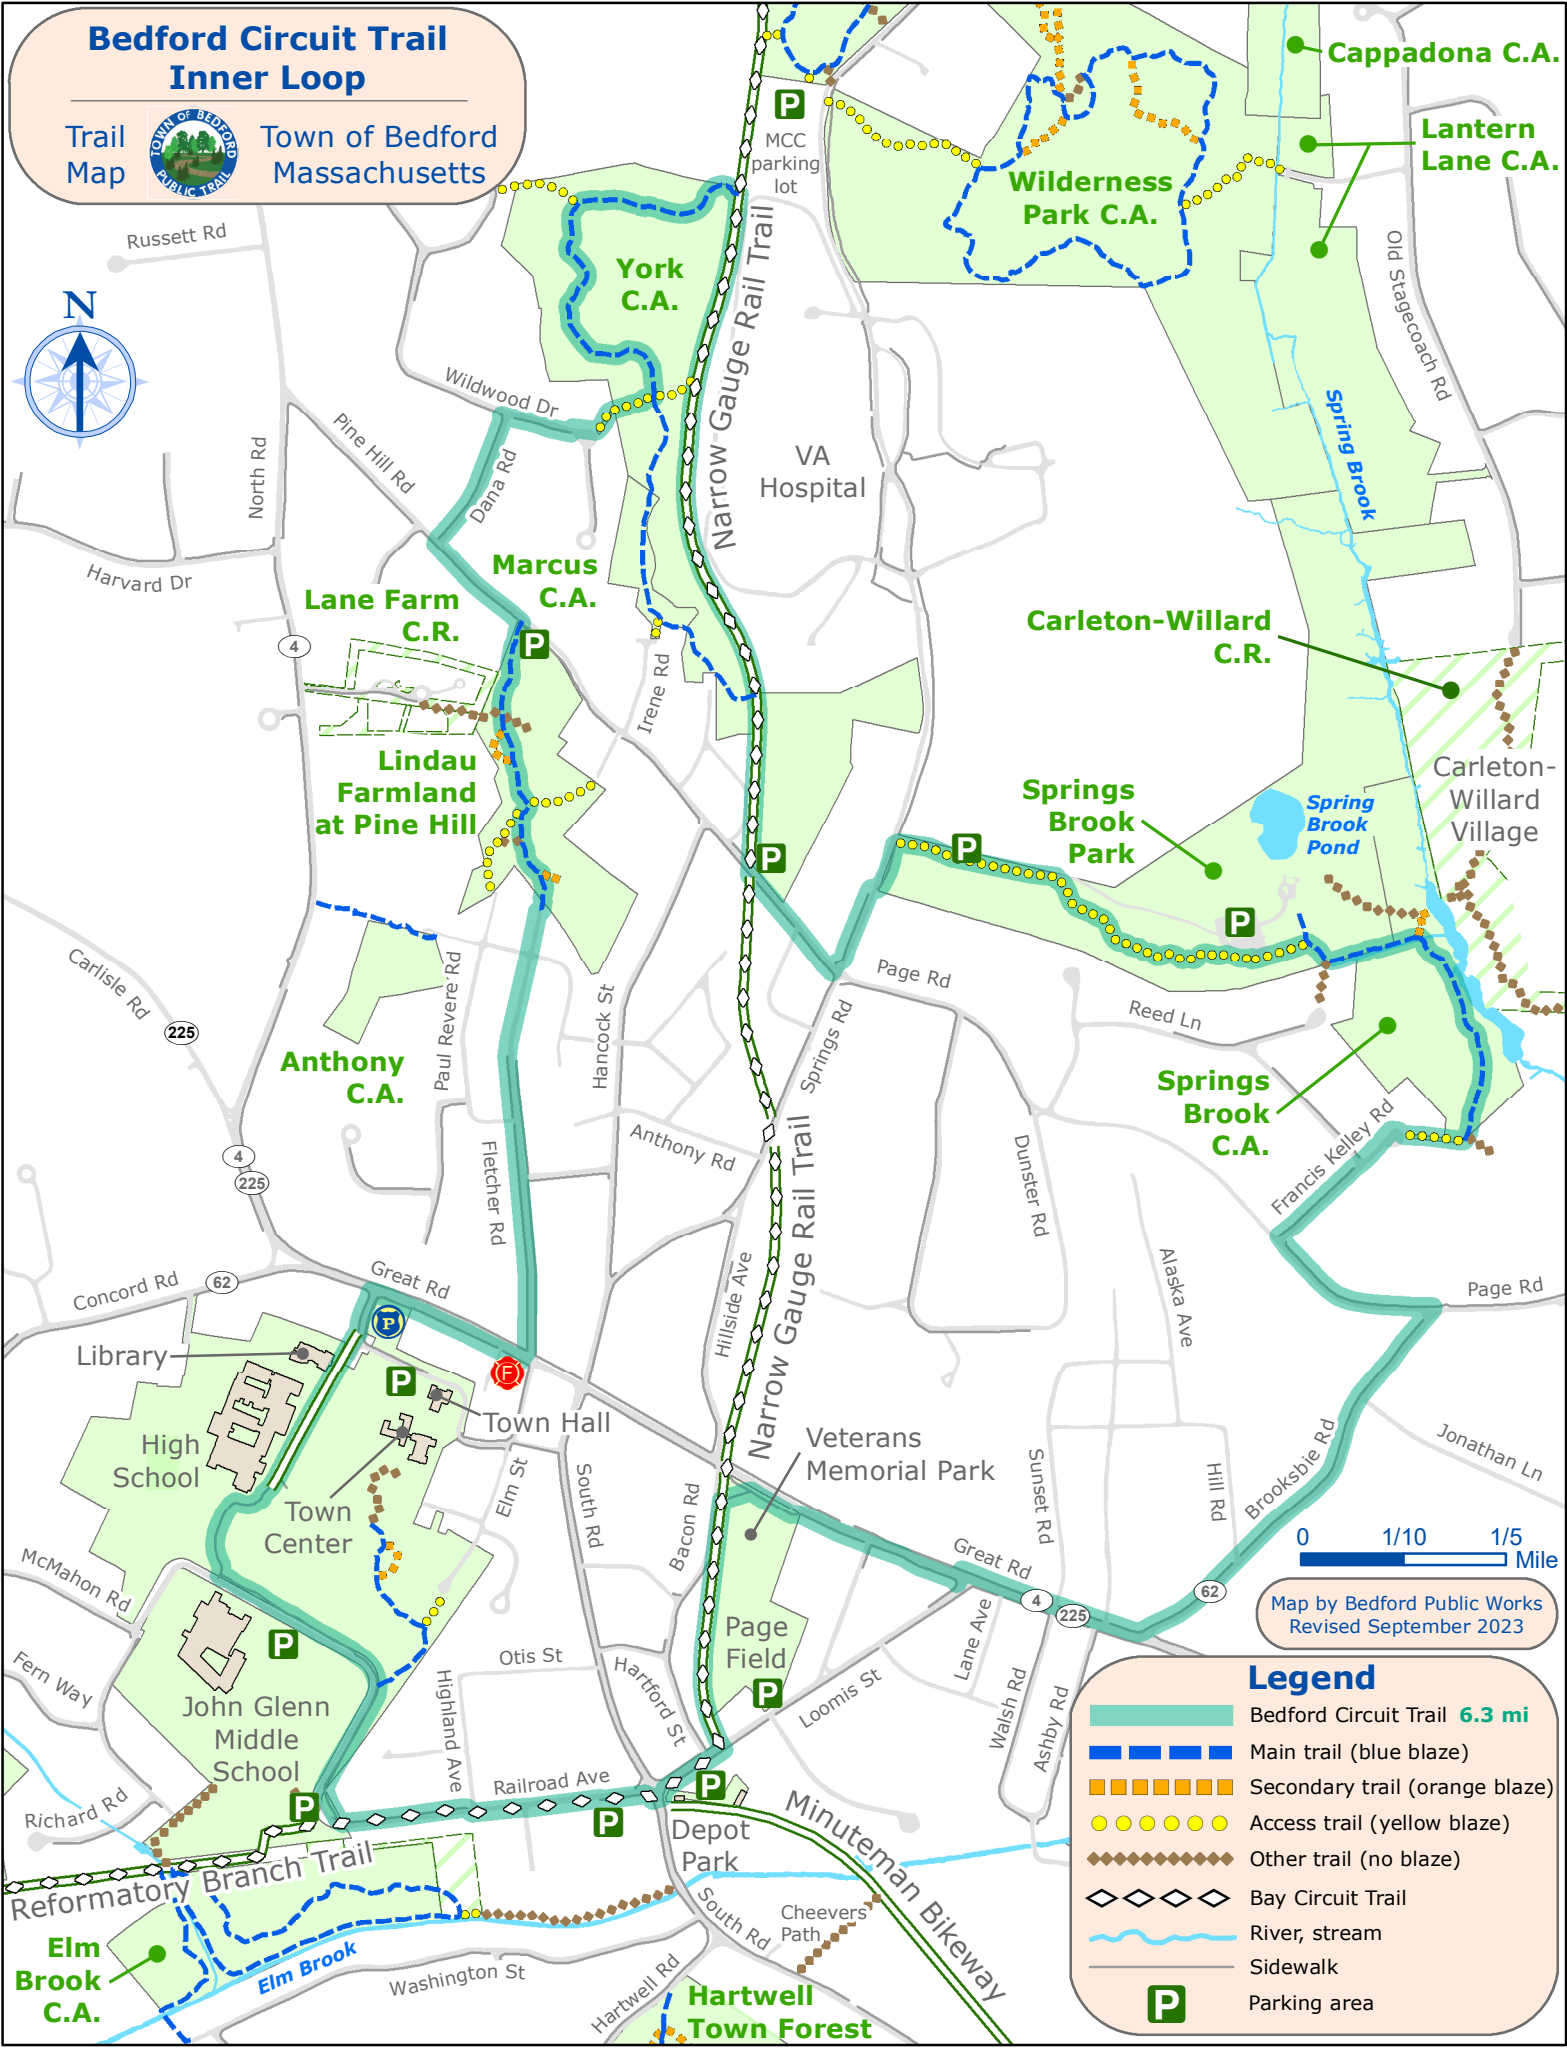 Bedford Circuit Trail
Inner Loop
Trail
Map
TOWN OF BEDFORD
PUBLIC TRAIL
Town of Bedford
Massachusetts
N
Cappadona C.A.
Lantern
Lane C.A.
P
MCC
parking
lot
Wilderness
Park C.A.
Russett Rd
York
C.A.
Narrow Gauge Rail Trail
Old Stagecoach Rd
Spring Brook
Wildwood Dr
Pine Hill Rd
North Rd
Dana Rd
VA
Hospital
Harvard Dr
Marcus
C.A.
Lane Farm
C.R.
P
4
Irene Rd
Carleton-Willard
C.R.
Lindau
Farmland
at Pine Hill
Carleton-
Willard
Village
Springs
Brook
Park
Spring
Brook
Pond
P
P
P
Carlisle Rd
225
Paul Revere Rd
Hancock St
Page Rd
Springs Rd
Reed Ln
Anthony
C.A.
Springs
Brook
C.A.
Francis Kelley Rd
4
225
Fletcher Rd
Anthony Rd
Narrow Gauge Rail Trail
Dunster Rd
Alaska Ave
Page Rd
Concord Rd
62
Great Rd
Hillside Ave
P
Library
P
F
Town Hall
High
School
Town
Center
Elm St
South Rd
Bacon Rd
Veterans
Memorial Park
Sunset Rd
Hill Rd
Brooksbie Rd
Jonathan Ln
0
1/10
1/5
Mile
McMahon Rd
Great Rd
4
225
62
Map by Bedford Public Works
Revised September 2023
P
Page
Field
P
Lane Ave
Loomis St
Walsh Rd
Ashby Rd
Fern Way
Otis St
Hartford St
Highland Ave
John Glenn
Middle
School
Richard Rd
P
Railroad Ave
P
P
Depot
Park
Minuteman Bikeway
Reformatory Branch Trail
South Rd
Cheevers
Path
Elm
Brook
C.A.
Elm Brook
Washington St
Hartwell Rd
Hartwell
Town Forest
Legend
Bedford Circuit Trail 6.3 mi
Main trail (blue blaze)
Secondary trail (orange blaze)
Access trail (yellow blaze)
Other trail (no blaze)
Bay Circuit Trail
River, stream
Sidewalk
P Parking area